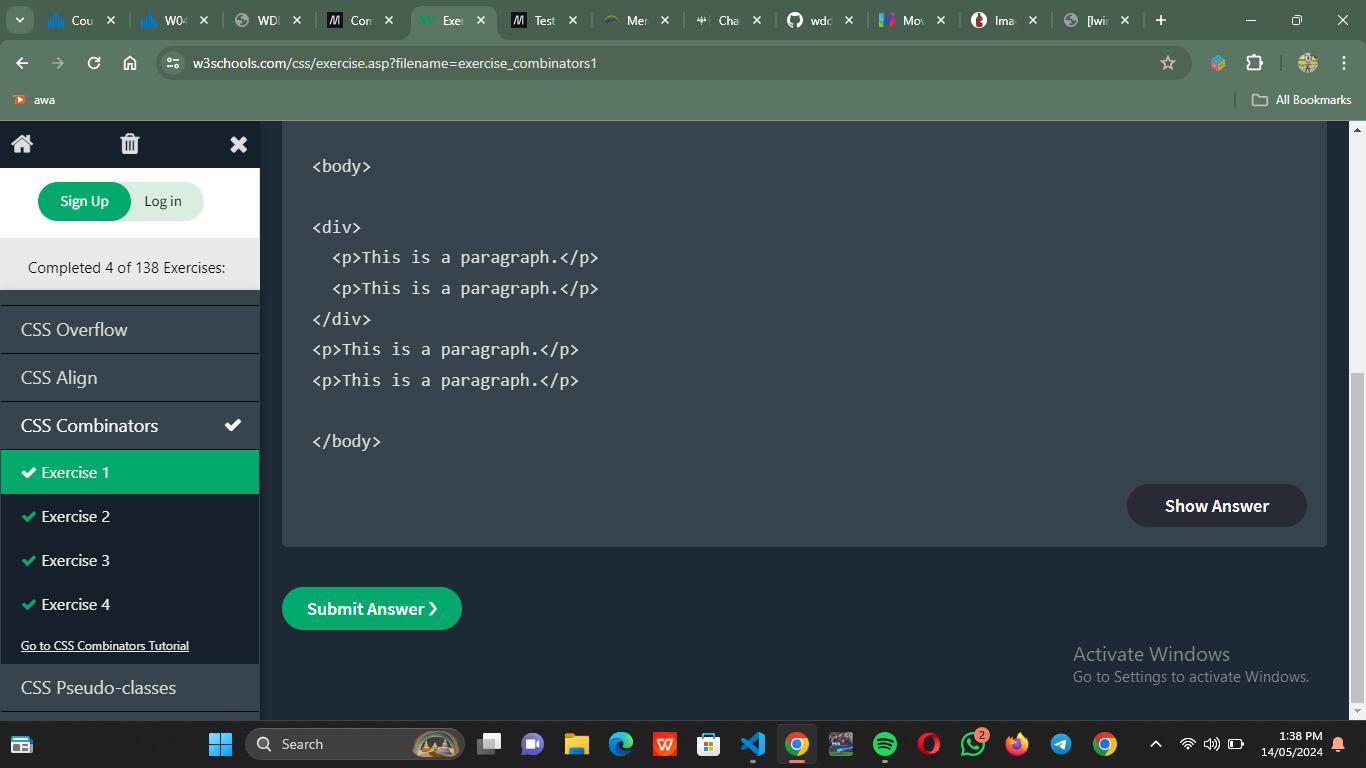 Cou
W04
WDI
Con
Exer
Test
Mer
Cha
wdd
Mov
Ima
[Iwin
w3schools.com/css/exercise.asp?filename=exercise_combinators1
awa
All Bookmarks
Sign Up
Log in
Completed 4 of 138 Exercises:
CSS Overflow
CSS Align
CSS Combinators
Exercise 1
Exercise 2
Exercise 3
Exercise 4
Go to CSS Combinators Tutorial
CSS Pseudo-classes
<body>
<div>
<p>This is a paragraph.</p>
<p>This is a paragraph.</p>
</div>
<p>This is a paragraph.</p>
<p>This is a paragraph.</p>
</body>
Show Answer
Submit Answer ❯
Activate Windows
Go to Settings to activate Windows.
Search
2
1:38 PM
14/05/2024